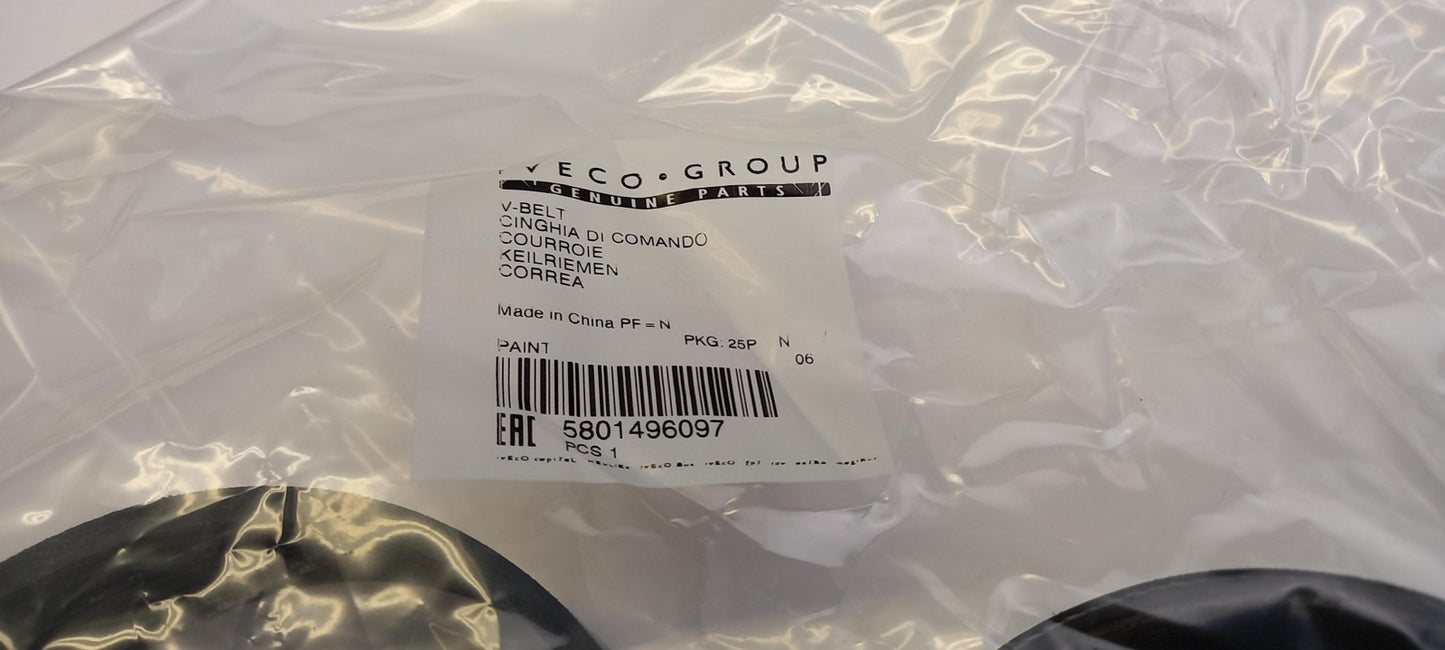 IVECO • GROUP
GENUINE PARTS
V-BELT
CINGHIA DI COMANDO
COURROIE
KEILRIEMEN
CORREA
Made in China PF = N
PKG: 25P N
PAINT
06
EAC 5801496097
PCS 1